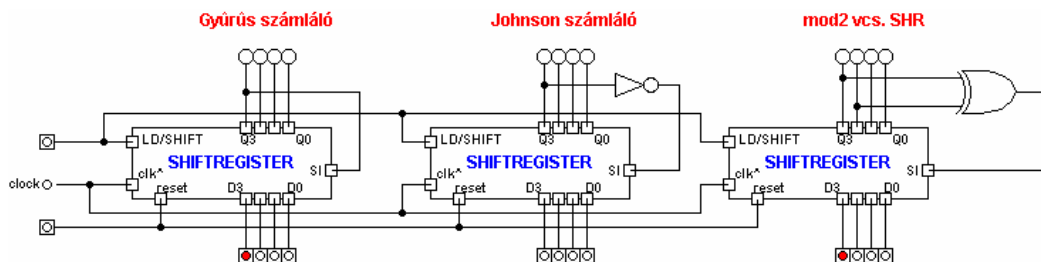 Gyûrûs számláló
Johnson számláló
mod2 vcs. SHR
LD/SHIFT Q3 Q0
SHIFTREGISTER
SI
clk^
reset D3 D0
LD/SHIFT Q3 Q0
SHIFTREGISTER
SI
clk^
reset D3 D0
LD/SHIFT Q3 Q0
SHIFTREGISTER
SI
clk^
reset D3 D0
clock